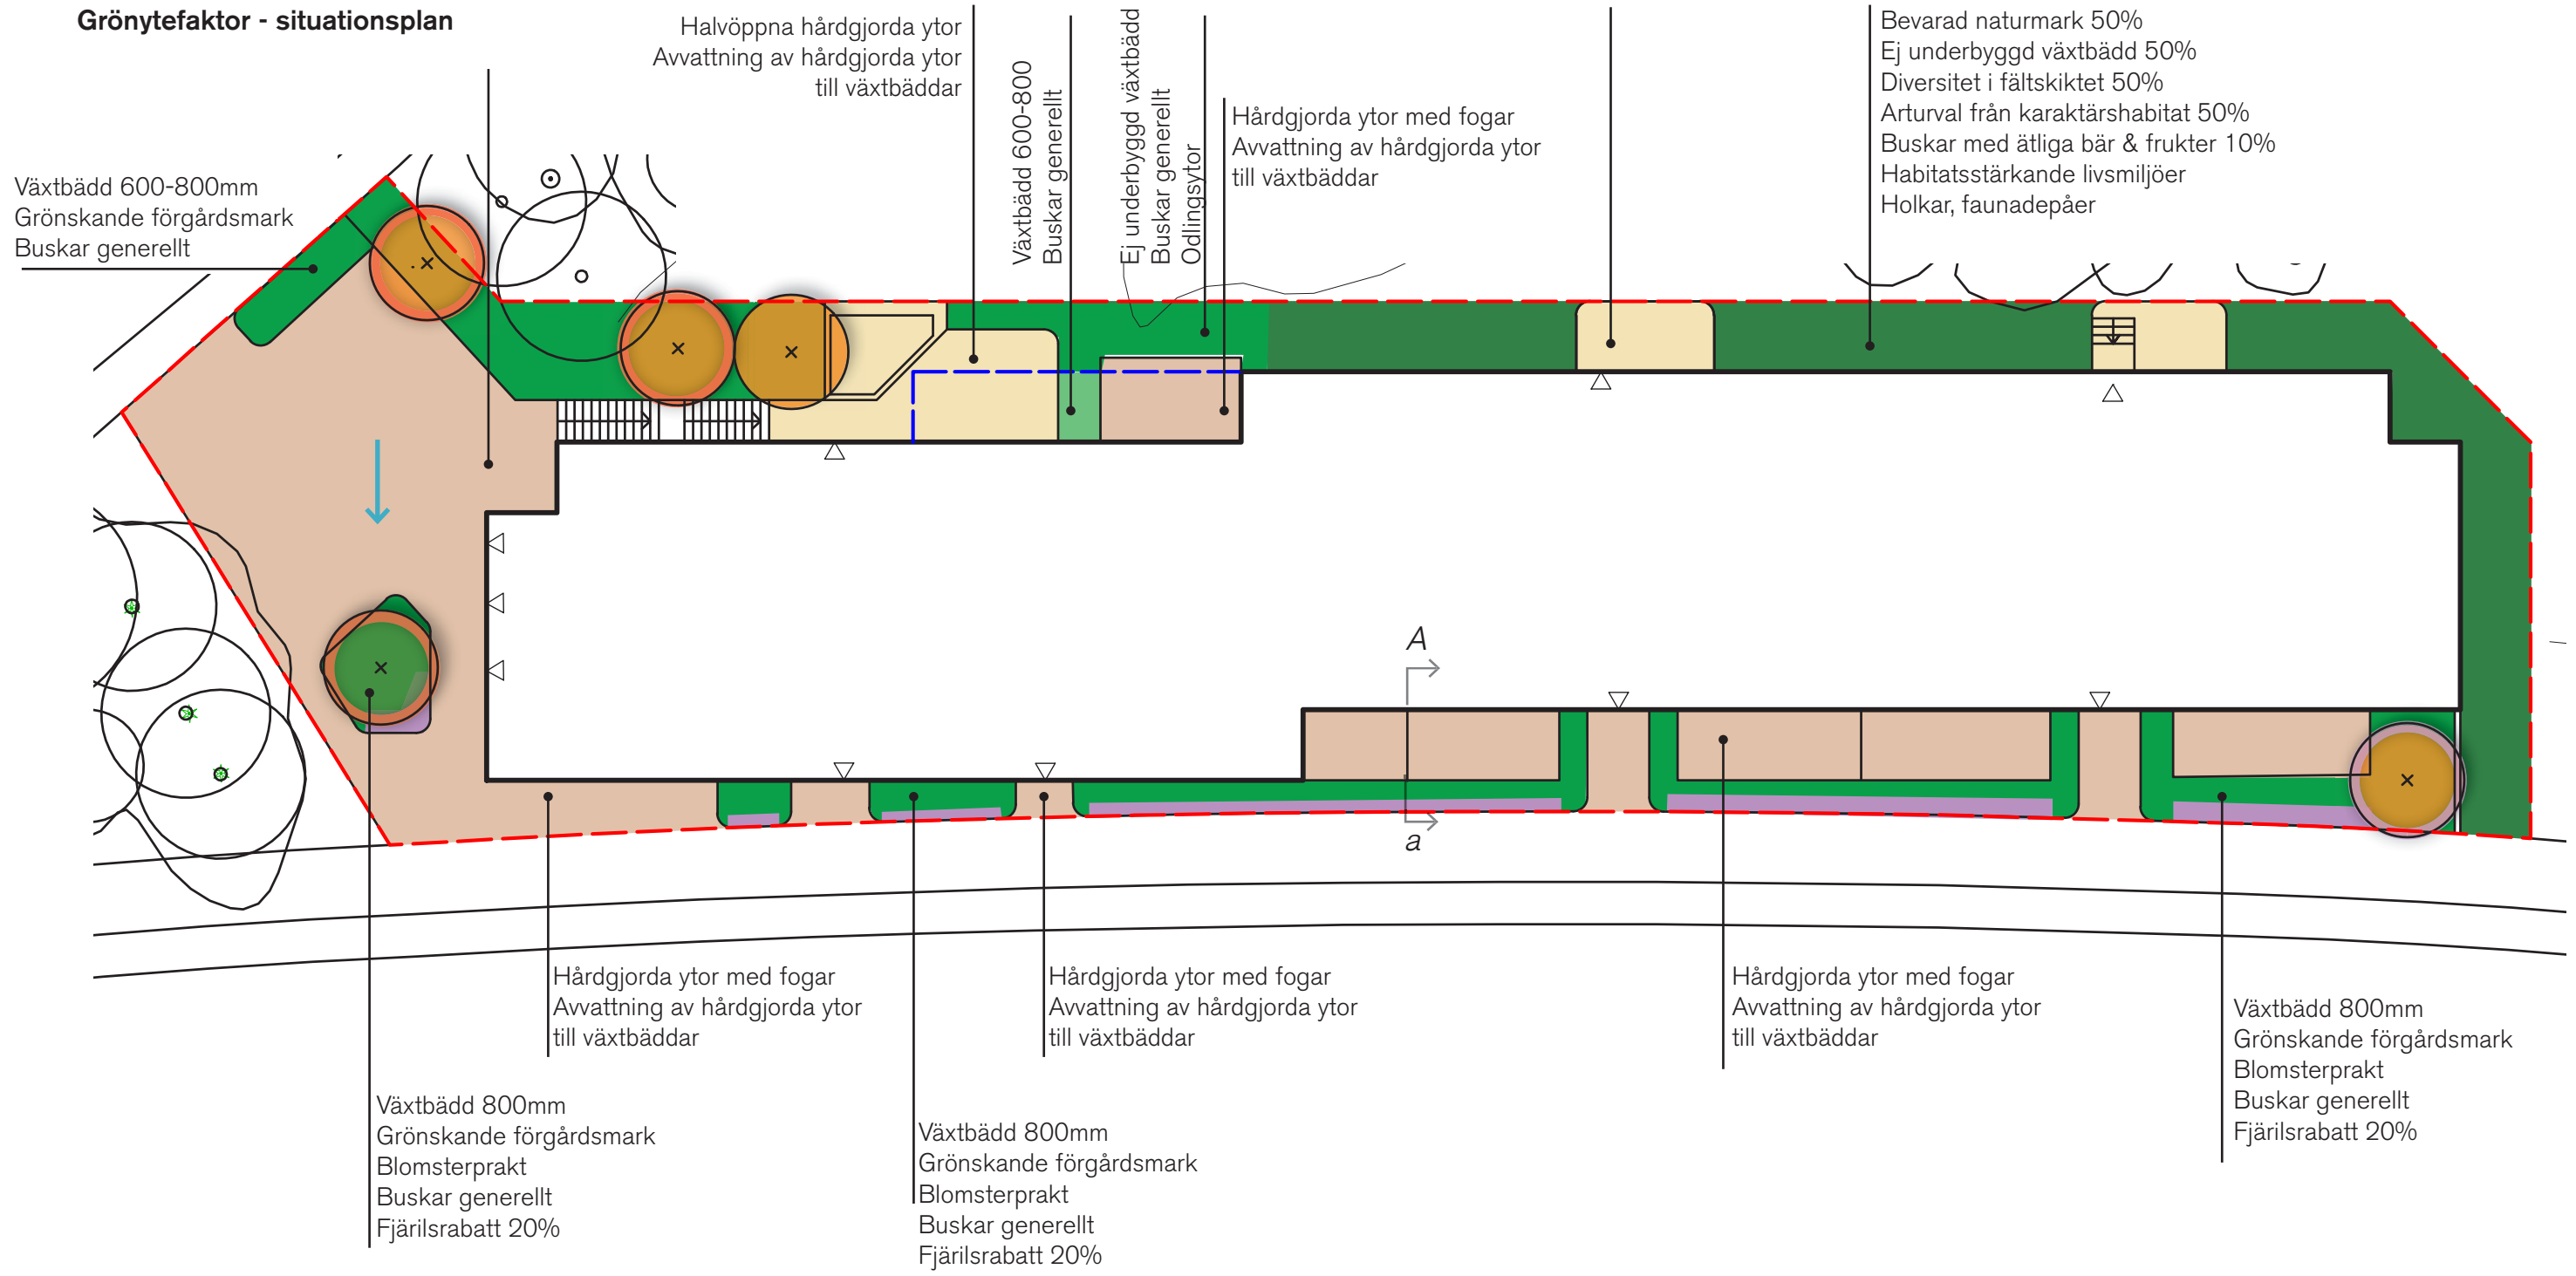 Grönytefaktor - situationsplan
Halvöppna hårdgjorda ytor
Avvattning av hårdgjorda ytor
till växtbäddar
Växtbädd 600-800
Buskar generellt
Ej underbyggd växtbädd
Buskar generellt
Odlingsytor
Hårdgjorda ytor med fogar
Avvattning av hårdgjorda ytor
till växtbäddar
Bevarad naturmark 50%
Ej underbyggd växtbädd 50%
Diversitet i fältskiktet 50%
Arturval från karaktärshabitat 50%
Buskar med ätliga bär & frukter 10%
Habitatsstärkande livsmiljöer
Holkar, faunadepåer
Växtbädd 600-800mm
Grönskande förgårdsmark
Buskar generellt
A
a
Hårdgjorda ytor med fogar
Avvattning av hårdgjorda ytor
till växtbäddar
Hårdgjorda ytor med fogar
Avvattning av hårdgjorda ytor
till växtbäddar
Hårdgjorda ytor med fogar
Avvattning av hårdgjorda ytor
till växtbäddar
Växtbädd 800mm
Grönskande förgårdsmark
Blomsterprakt
Buskar generellt
Fjärilsrabatt 20%
Växtbädd 800mm
Grönskande förgårdsmark
Blomsterprakt
Buskar generellt
Fjärilsrabatt 20%
Växtbädd 800mm
Grönskande förgårdsmark
Blomsterprakt
Buskar generellt
Fjärilsrabatt 20%